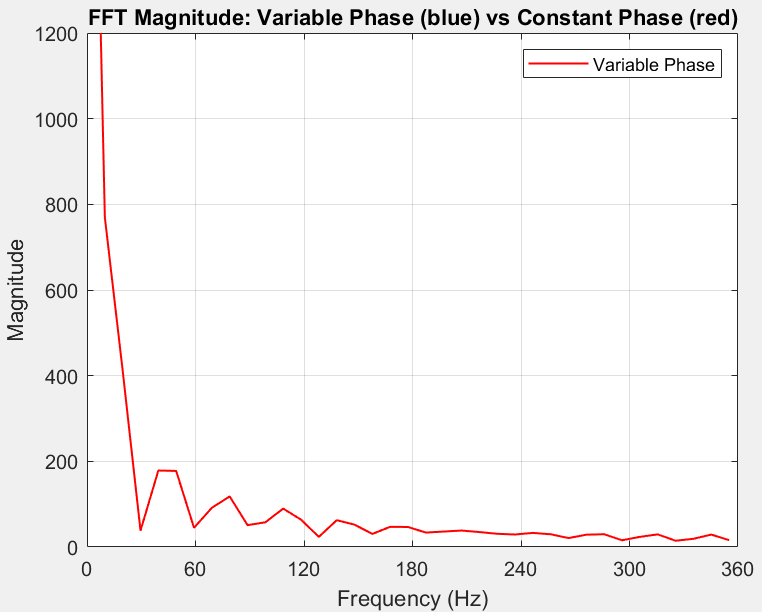 FFT Magnitude: Variable Phase (blue) vs Constant Phase (red)
Variable Phase
1200
1000
800
600
400
200
0
Magnitude
0 60 120 180 240 300 360
Frequency (Hz)